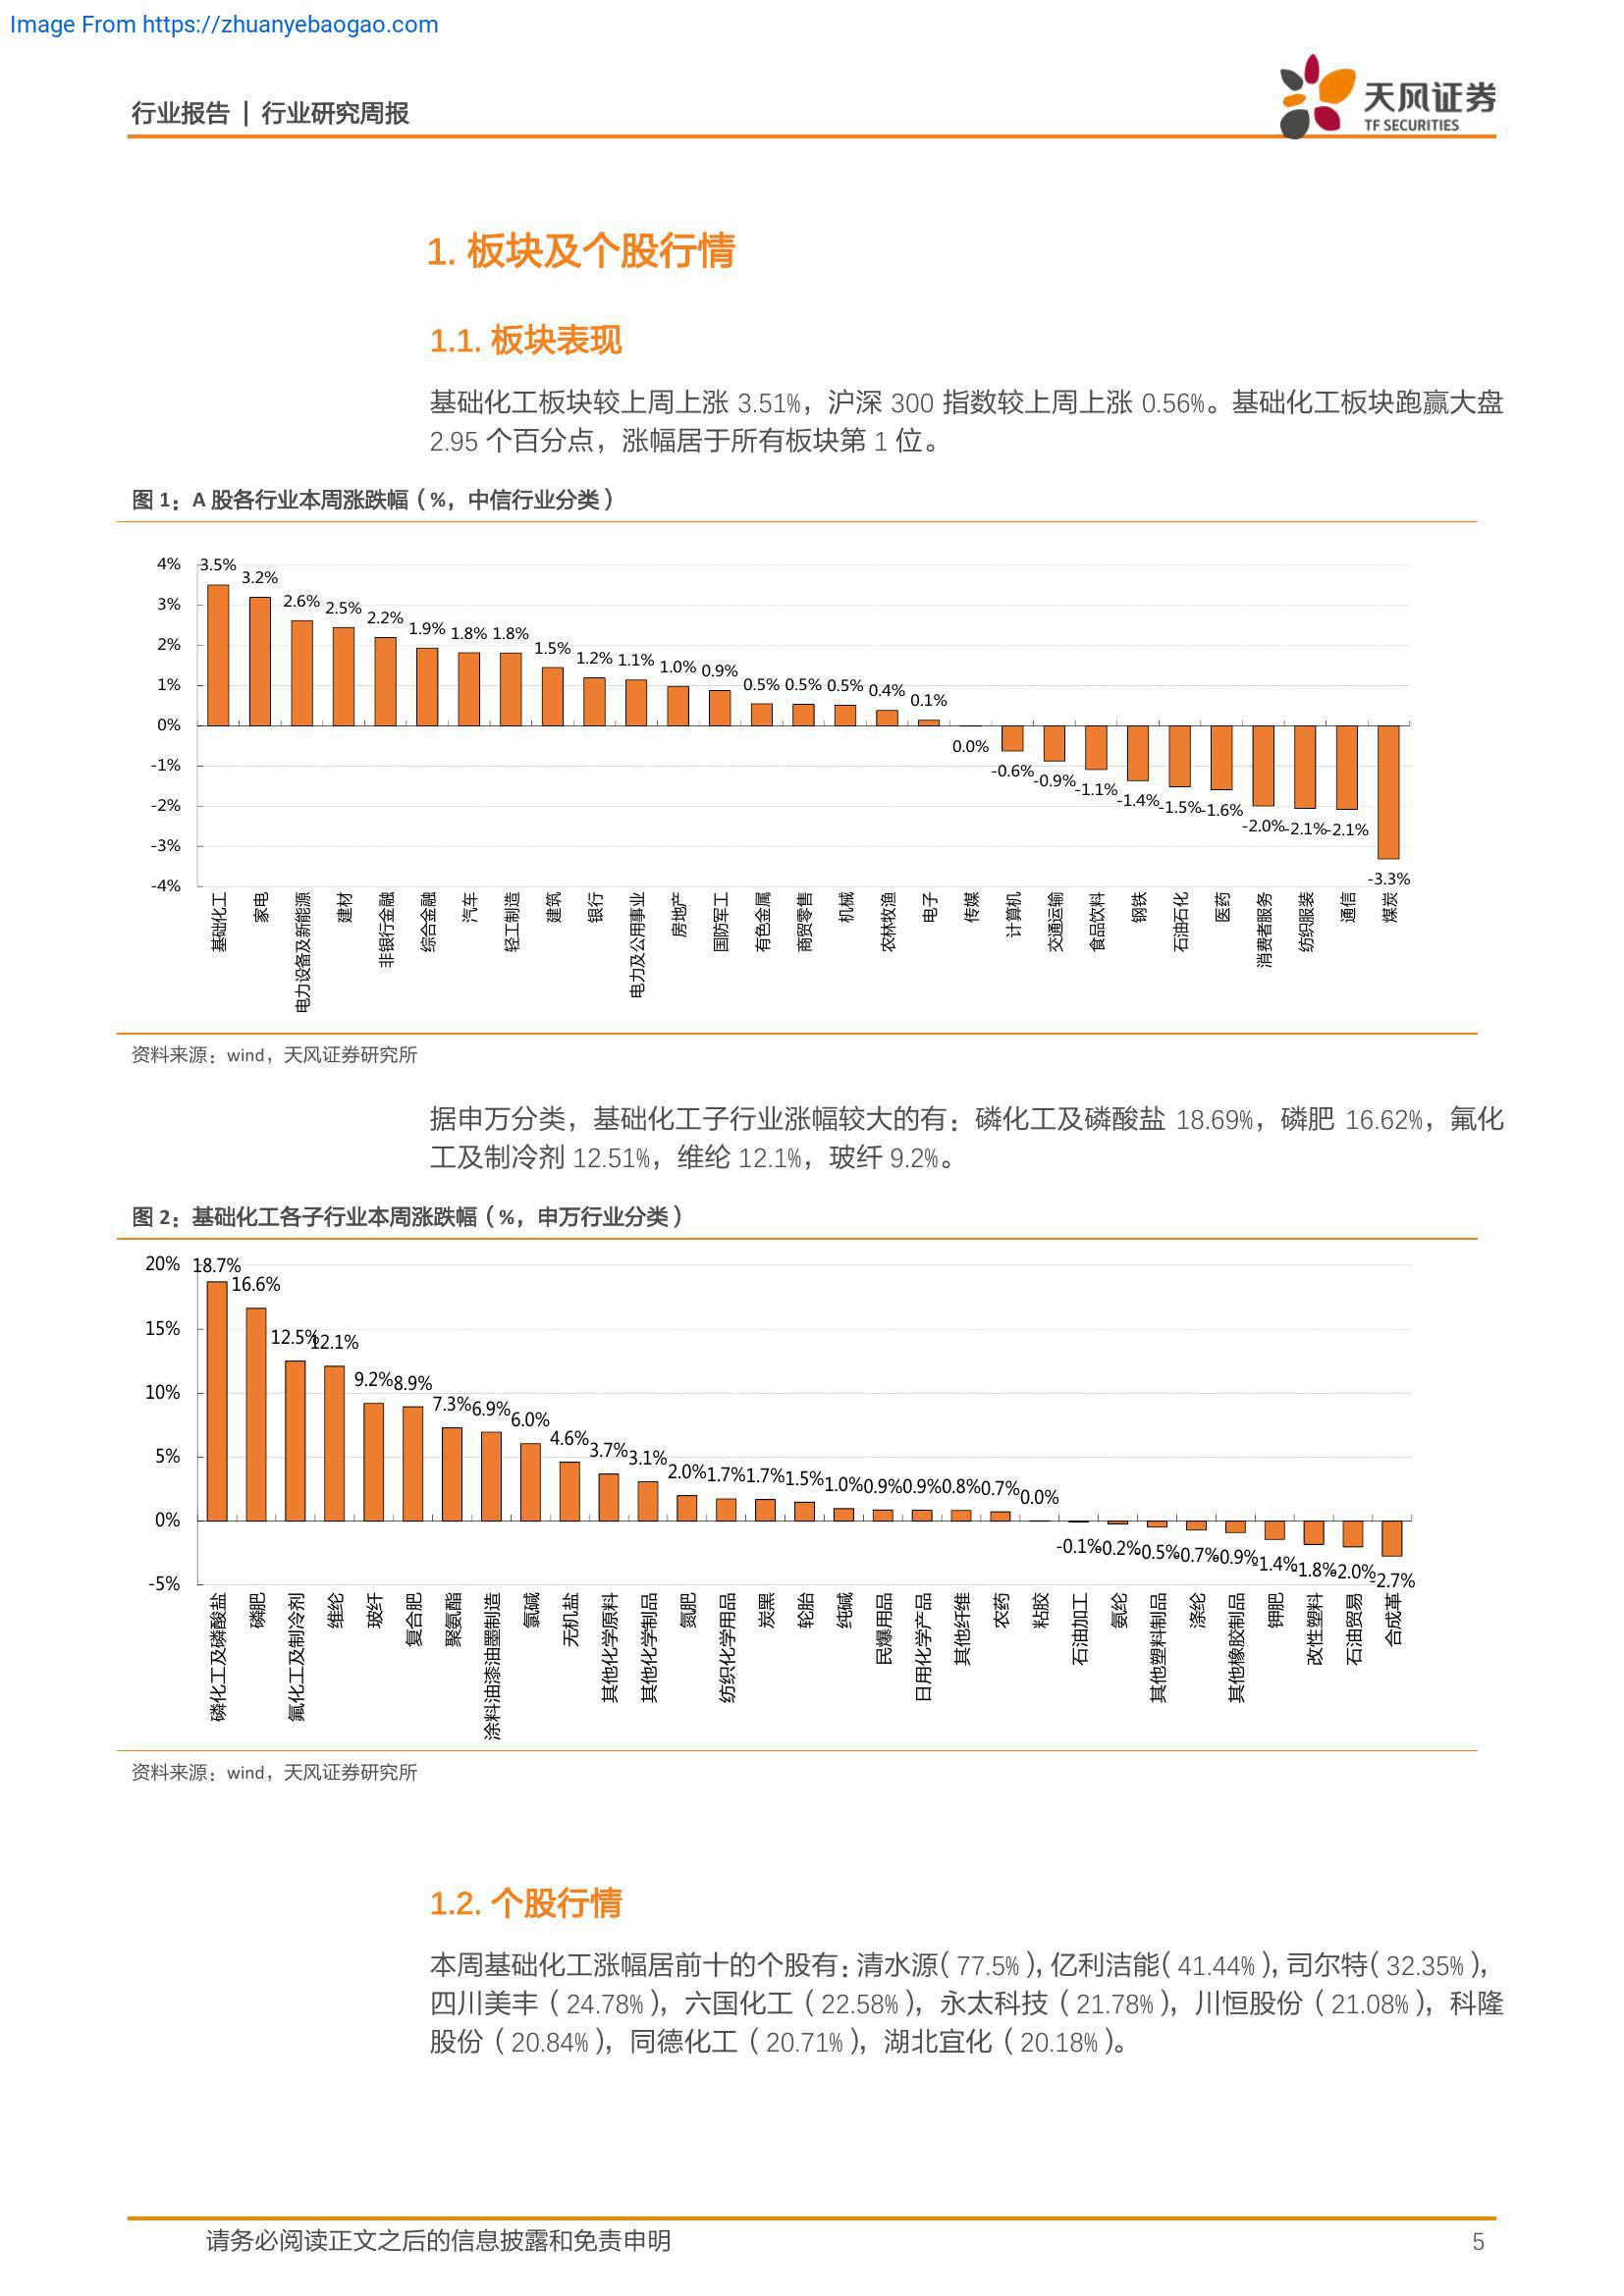 Image From https://zhuanyebaogao.com
行业报告 | 行业研究周报
天风证券
TF SECURITIES
1. 板块及个股行情
1.1. 板块表现
基础化工板块较上周上涨 3.51%，沪深 300 指数较上周上涨 0.56%。基础化工板块跑赢大盘
2.95 个百分点，涨幅居于所有板块第 1 位。
图 1：A 股各行业本周涨跌幅（%，中信行业分类）
4%
3%
2%
1%
0%
-1%
-2%
-3%
-4%
3.5%
3.2%
2.6%
2.5%
2.2%
1.9%
1.8%
1.8%
1.5%
1.2%
1.1%
1.0%
0.9%
0.5%
0.5%
0.5%
0.4%
0.1%
0.0%
-0.6%
-0.9%
-1.1%
-1.4%
-1.5%
-1.6%
-2.0%
-2.1%
-2.1%
-3.3%
基础化工
家电
电力设备及新能源
建材
非银行金融
综合金融
汽车
轻工制造
建筑
银行
电力及公用事业
房地产
国防军工
有色金属
商贸零售
机械
农林牧渔
电子
传媒
计算机
交通运输
食品饮料
钢铁
石油石化
医药
消费者服务
纺织服装
通信
煤炭
资料来源：wind，天风证券研究所
据申万分类，基础化工子行业涨幅较大的有：磷化工及磷酸盐 18.69%，磷肥 16.62%，氟化
工及制冷剂 12.51%，维纶 12.1%，玻纤 9.2%。
图 2：基础化工各子行业本周涨跌幅（%，申万行业分类）
20%
15%
10%
5%
0%
-5%
18.7%
16.6%
12.5%
12.1%
9.2%
8.9%
7.3%
6.9%
6.0%
4.6%
3.7%
3.1%
2.0%
1.7%
1.7%
1.5%
1.0%
0.9%
0.9%
0.8%
0.7%
0.0%
-0.1%
-0.2%
-0.5%
-0.7%
-0.9%
-1.4%
-1.8%
-2.0%
-2.7%
磷化工及磷酸盐
磷肥
氟化工及制冷剂
维纶
玻纤
复合肥
聚氨酯
涂料油漆油墨制造
氯碱
无机盐
其他化学原料
其他化学制品
氮肥
纺织化学用品
炭黑
轮胎
纯碱
民爆用品
日用化学产品
其他纤维
农药
粘胶
石油加工
氨纶
其他塑料制品
涤纶
其他橡胶制品
钾肥
改性塑料
石油贸易
合成革
资料来源：wind，天风证券研究所
1.2. 个股行情
本周基础化工涨幅居前十的个股有：清水源（77.5%），亿利洁能（41.44%），司尔特（32.35%），
四川美丰（24.78%），六国化工（22.58%），永太科技（21.78%），川恒股份（21.08%），科隆
股份（20.84%），同德化工（20.71%），湖北宜化（20.18%）。
请务必阅读正文之后的信息披露和免责申明
5